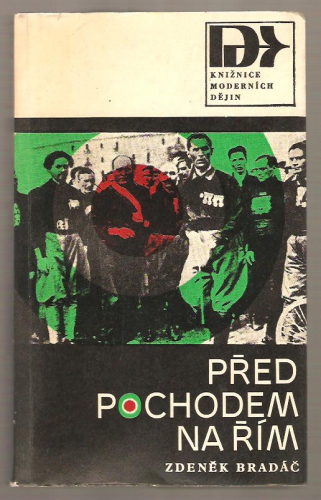 KNIŽNICE
MODERNÍCH
DĚJIN
PŘED
POCHODEM
NA ŘÍM
ZDENĚK BRADÁČ